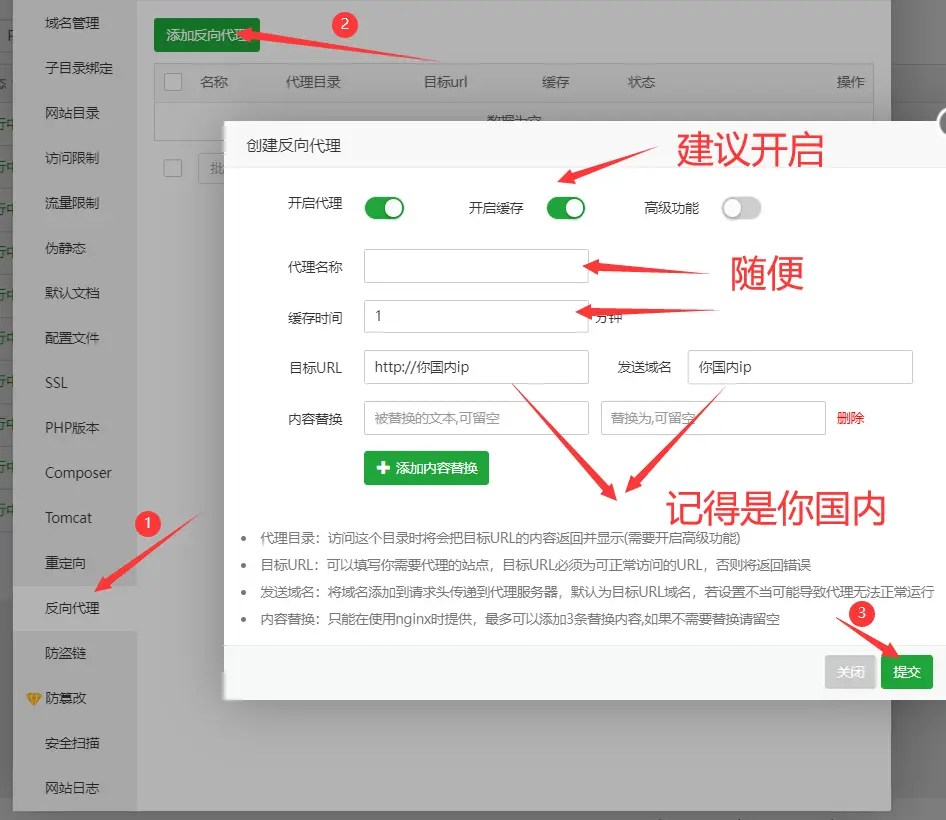 域名管理
子目录绑定
网站目录
访问限制
流量限制
伪静态
默认文档
配置文件
SSL
PHP版本
Composer
Tomcat
重定向
反向代理
防盗链
防篡改
安全扫描
网站日志
1
添加反向代理
2
名称 代理目录 目标url 缓存 状态 操作
数据为空
批
创建反向代理
建议开启
开启代理 开启缓存 高级功能
代理名称
随便
缓存时间 1 分钟
目标URL http://你国内ip 发送域名 你国内ip
内容替换 被替换的文本,可留空 替换为,可留空 删除
添加内容替换
记得是你国内
代理目录：访问这个目录时将会把目标URL的内容返回并显示(需要开启高级功能)
目标URL：可以填写你需要代理的站点，目标URL必须为可正常访问的URL，否则将返回错误
发送域名：将域名添加到请求头传递到代理服务器，默认为目标URL域名，若设置不当可能导致代理无法正常运行
内容替换：只能在使用nginx时提供，最多可以添加3条替换内容,如果不需要替换请留空
3
关闭 提交